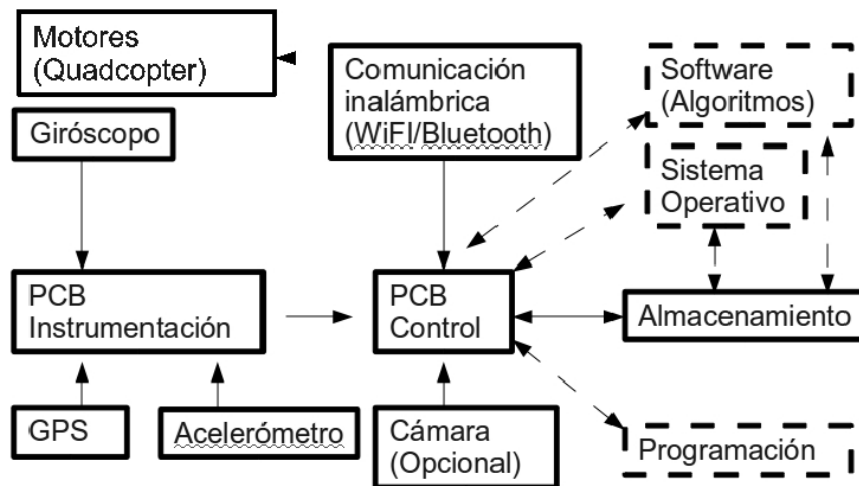 Motores
(Quadcopter)
Comunicación
inalámbrica
(WiFI/Bluetooth)
Software
(Algoritmos)
Giróscopo
Sistema
Operativo
PCB
Instrumentación
PCB
Control
Almacenamiento
GPS
Acelerómetro
Cámara
(Opcional)
Programación